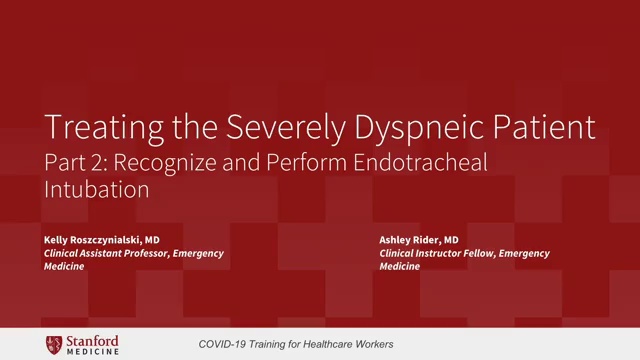 Treating the Severely Dyspneic Patient
Part 2: Recognize and Perform Endotracheal
Intubation
Kelly Roszczynialski, MD
Clinical Assistant Professor, Emergency
Medicine
Ashley Rider, MD
Clinical Instructor Fellow, Emergency
Medicine
Stanford
MEDICINE
COVID-19 Training for Healthcare Workers